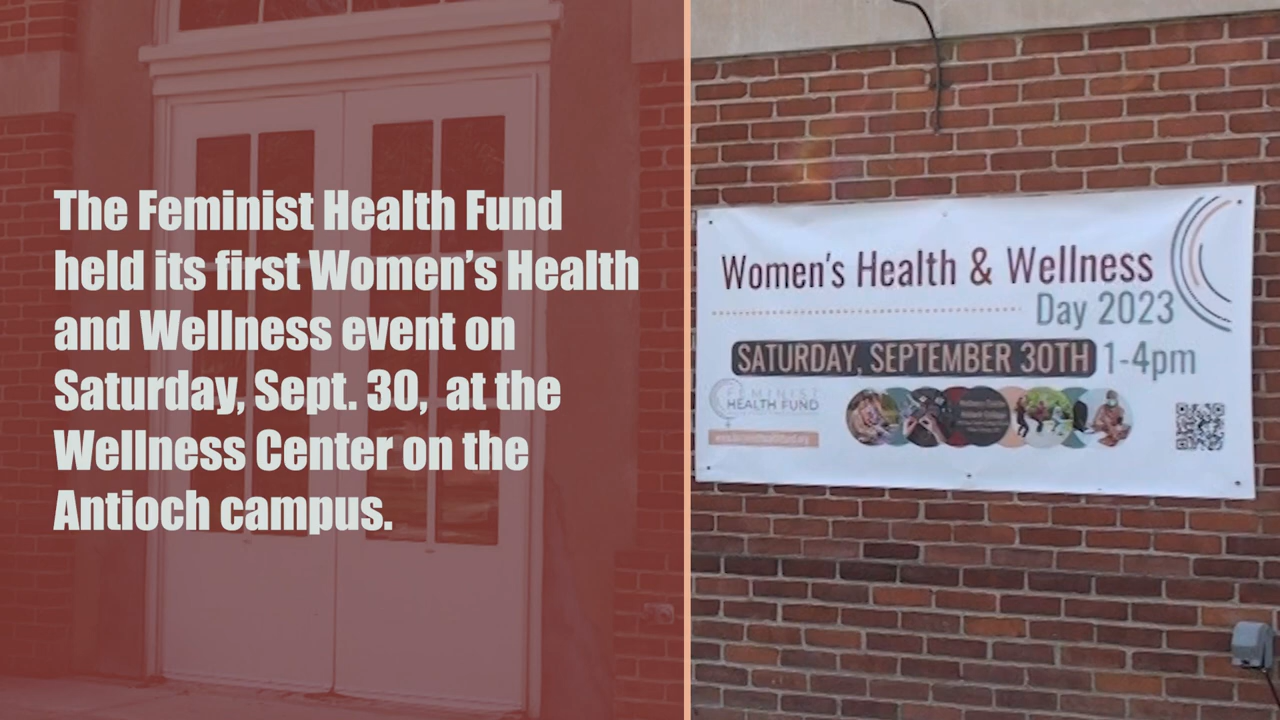 The Feminist Health Fund
held its first Women's Health
and Wellness event on
Saturday, Sept. 30, at the
Wellness Center on the
Antioch campus.
Women's Health & Wellness
Day 2023
SATURDAY, SEPTEMBER 30TH 1-4pm
FEMINIST
HEALTH FUND